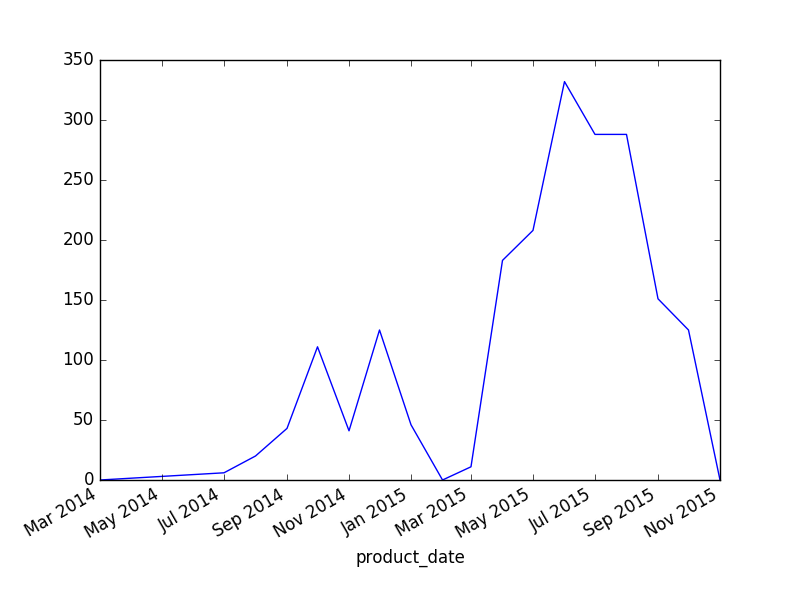 350
300
250
200
150
100
50
0
Mar 2014
May 2014
Jul 2014
Sep 2014
Nov 2014
Jan 2015
Mar 2015
May 2015
Jul 2015
Sep 2015
Nov 2015
product_date